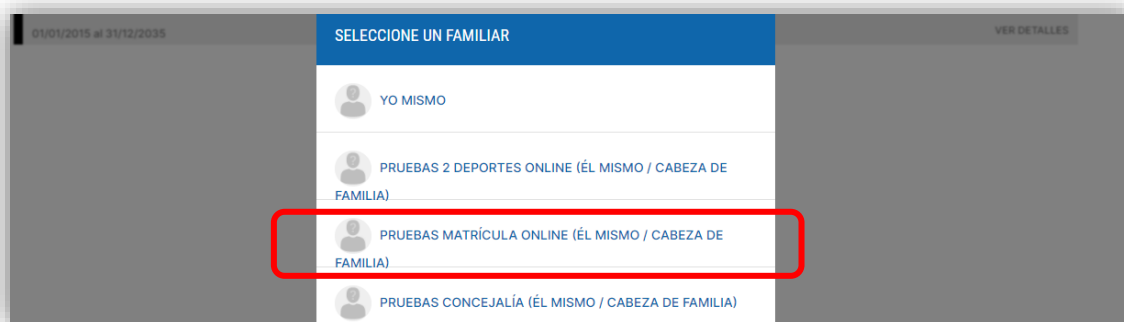 01/01/2015 al 31/12/2035
VER DETALLES
SELECCIONE UN FAMILIAR
YO MISMO
PRUEBAS 2 DEPORTES ONLINE (ÉL MISMO / CABEZA DE
FAMILIA)
PRUEBAS MATRÍCULA ONLINE (ÉL MISMO / CABEZA DE
FAMILIA)
PRUEBAS CONCEJALÍA (ÉL MISMO / CABEZA DE FAMILIA)